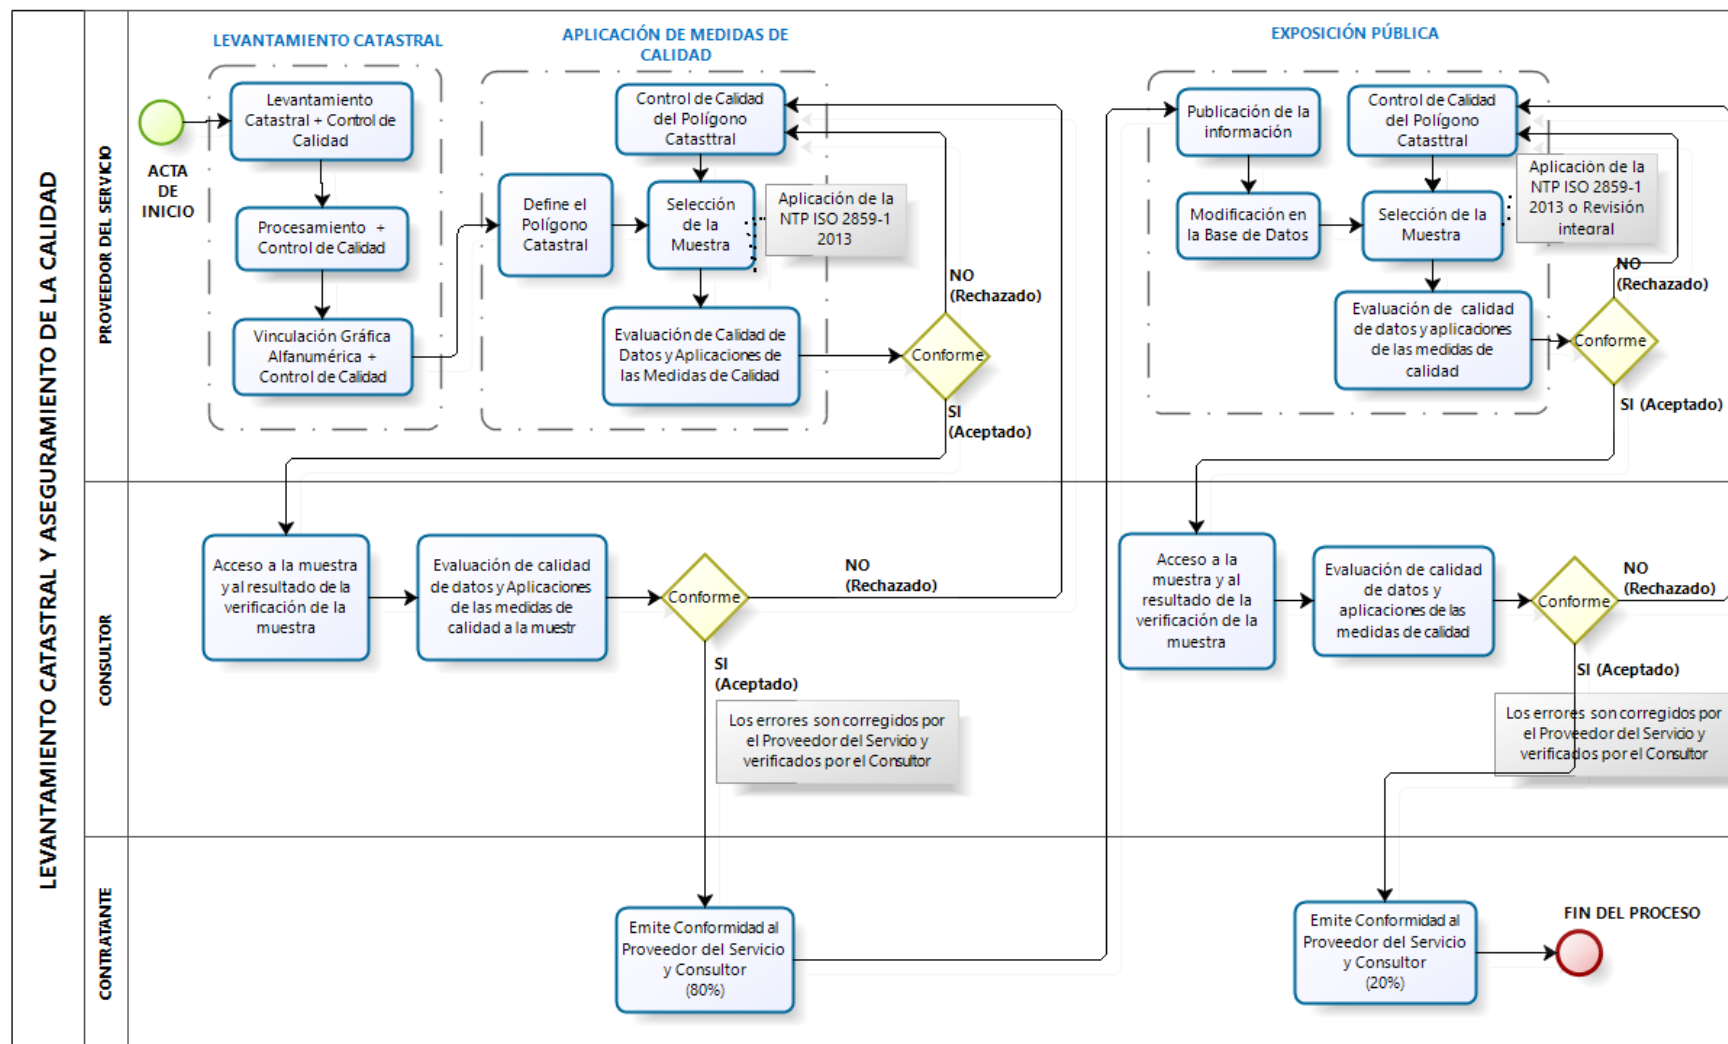 LEVANTAMIENTO CATASTRAL Y ASEGURAMIENTO DE LA CALIDAD
PROVEEDOR DEL SERVICIO
LEVANTAMIENTO CATASTRAL
ACTA
DE
INICIO
Levantamiento
Catastral + Control de
Calidad
Procesamiento +
Control de Calidad
Vinculación Gráfica
Alfanumérica +
Control de Calidad
APLICACIÓN DE MEDIDAS DE
CALIDAD
Control de Calidad
del Polígono
Catasttral
Define el
Polígono
Catastral
Selección
de la
Muestra
Aplicación de la
NTP ISO 2859-1
2013
Evaluación de Calidad de
Datos y Aplicaciones de
las Medidas de Calidad
NO
(Rechazado)
Conforme
SI
(Aceptado)
EXPOSICIÓN PÚBLICA
Publicación de la
información
Control de Calidad
del Polígono
Catasttral
Modificación en
la Base de Datos
Selección de la
Muestra
Aplicación de la
NTP ISO 2859-1
2013 o Revisión
integral
Evaluación de calidad
de datos y aplicaciones
de las medidas de
calidad
NO
(Rechazado)
Conforme
SI (Aceptado)
CONSULTOR
Acceso a la muestra
y al resultado de la
verificación de la
muestra
Evaluación de calidad
de datos y Aplicaciones
de las medidas de
calidad a la muestr
Conforme
NO
(Rechazado)
SI
(Aceptado)
Los errores son corregidos por
el Proveedor del Servicio y
verificados por el Consultor
Acceso a la
muestra y al
resultado de la
verificación de la
muestra
Evaluación de calidad
de datos y
aplicaciones de las
medidas de calidad
Conforme
NO
(Rechazado)
SI (Aceptado)
Los errores son corregidos por
el Proveedor del Servicio y
verificados por el Consultor
CONTRATANTE
Emite Conformidad al
Proveedor del Servicio
y Consultor
(80%)
Emite Conformidad al
Proveedor del Servicio
y Consultor
(20%)
FIN DEL PROCESO